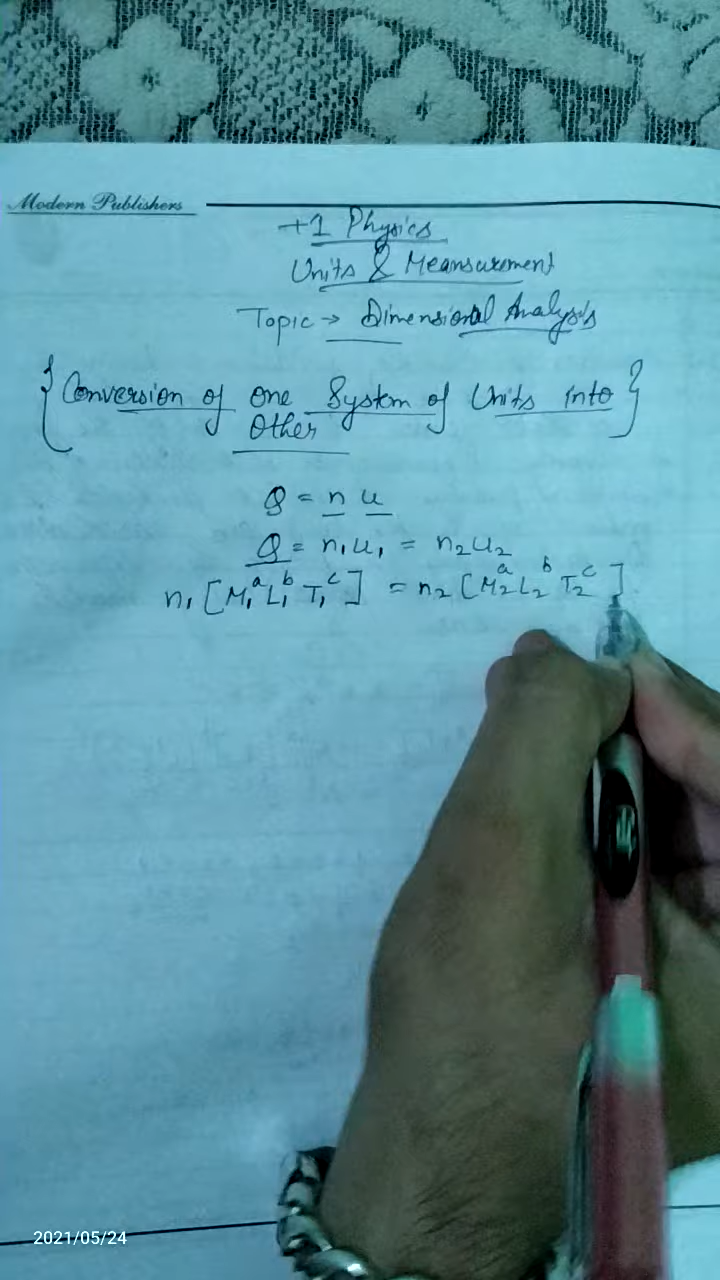 Modern Publishers
+1 Physics
Units & Meansurement
Topic → Dimensional Analysis
{Conversion of one System of Units into}
Other
Q = n u
Q = n₁u₁ = n₂u₂
n₁ [M₁ᵃ L₁ᵇ T₁ᶜ] = n₂ [M₂ᵃ L₂ᵇ T₂ᶜ]
2021/05/24